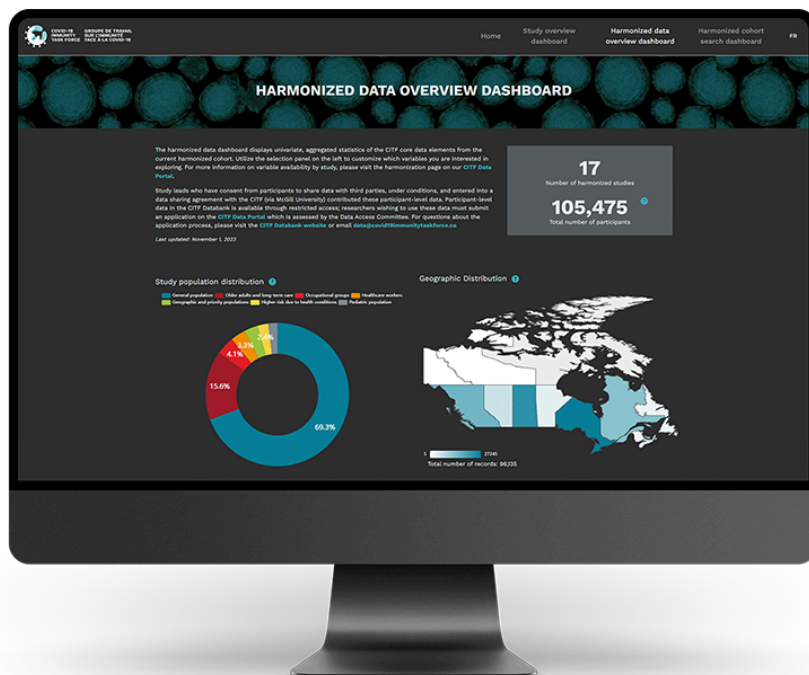 COVID-19 GROUPE DE TRAVAIL
IMMUNITY SUR L'IMMUNITÉ
TASK FORCE FACE À LA COVID-19
Home
Study overview
dashboard
Harmonized data
overview dashboard
Harmonized cohort
search dashboard
FR
HARMONIZED DATA OVERVIEW DASHBOARD
The harmonized data dashboard displays univariate, aggregated statistics of the CITF core data elements from the
current harmonized cohort. Utilize the selection panel on the left to customize which variables you are interested in
exploring. For more information on variable availability by study, please visit the harmonization page on our CITF Data
Portal.
Study leads who have consent from participants to share data with third parties, under conditions, and entered into a
data sharing agreement with the CITF (via McGill University) contributed these participant-level data. Participant-level
data in the CITF Databank is available through restricted access; researchers wishing to use these data must submit
an application on the CITF Data Portal which is assessed by the Data Access Committee. For questions about the
application process, please visit the CITF Databank website or email data@covid19immunitytaskforce.ca
Last updated: November 1, 2023
17
Number of harmonized studies
105,475 ?
Total number of participants
Study population distribution ?
General population Older adults and long-term care Occupational groups Healthcare workers
Geographic and priority populations Higher risk due to health conditions Pediatric population
2.4%
3.3%
4.1%
15.6%
69.3%
Geographic Distribution ?
5 27245
Total number of records: 96,135